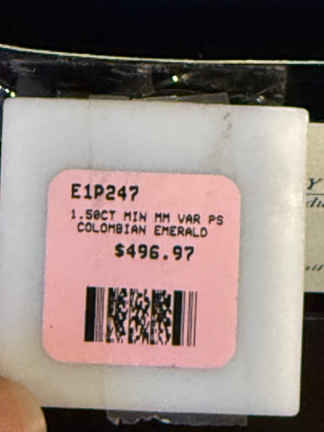 E1P247
1.50CT MIN MM VAR PS
COLOMBIAN EMERALD
$496.97